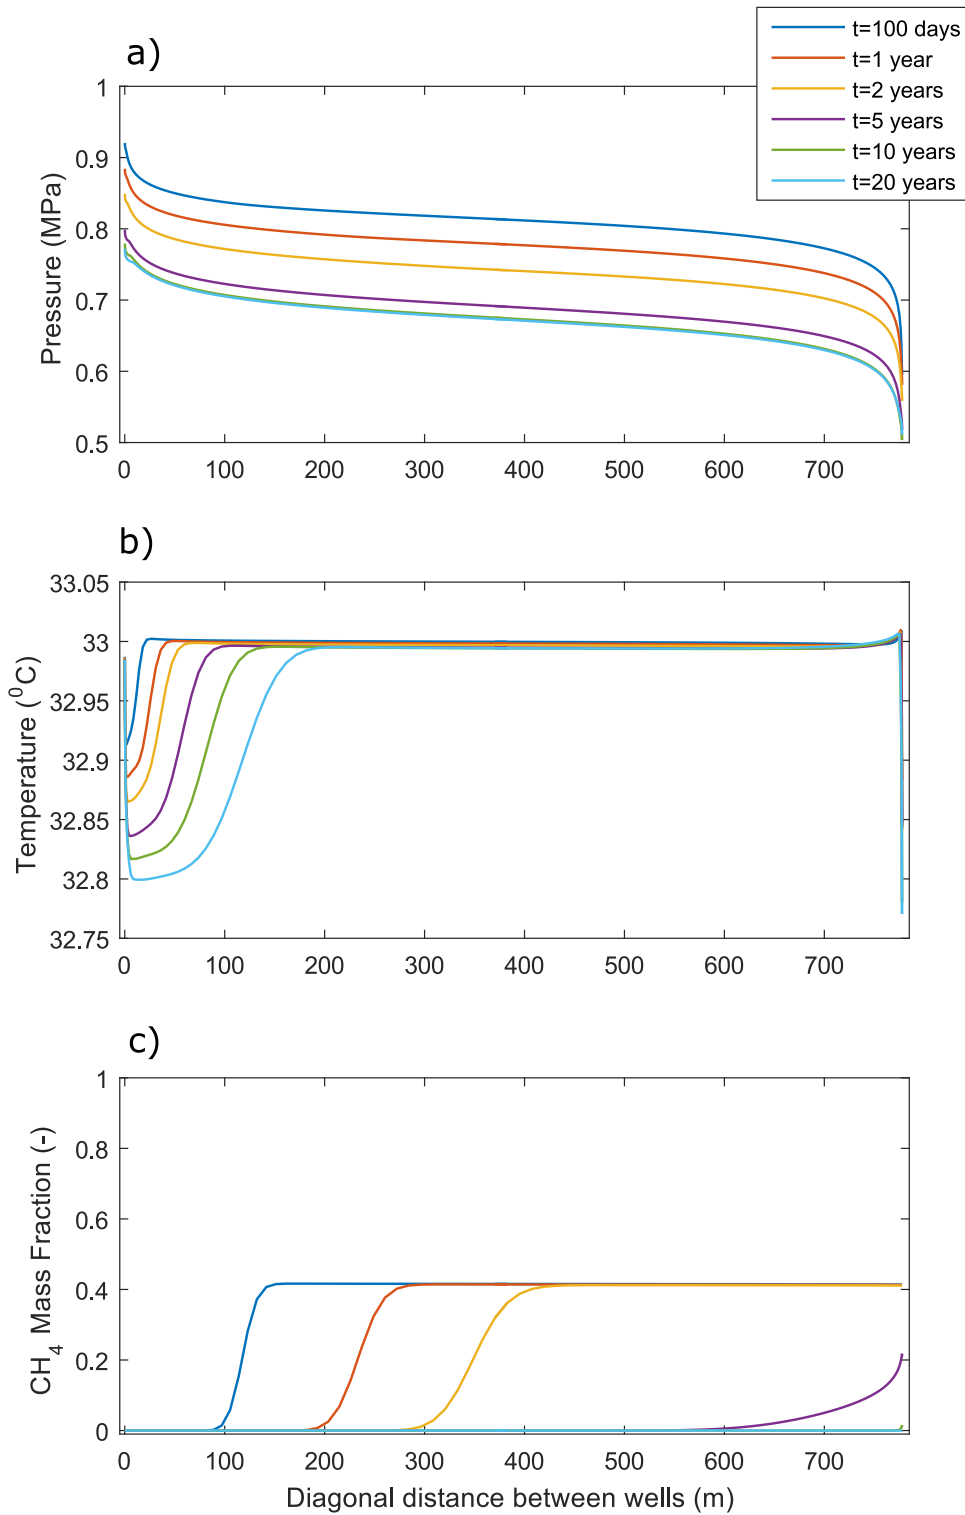 t=100 days
t=1 year
t=2 years
t=5 years
t=10 years
t=20 years
a)
1
0.9
0.8
0.7
0.6
0.5
Pressure (MPa)
0 100 200 300 400 500 600 700
b)
33.05
33
32.95
32.9
32.85
32.8
32.75
Temperature (⁰C)
0 100 200 300 400 500 600 700
c)
1
0.8
0.6
0.4
0.2
0
CH₄ Mass Fraction (-)
0 100 200 300 400 500 600 700
Diagonal distance between wells (m)